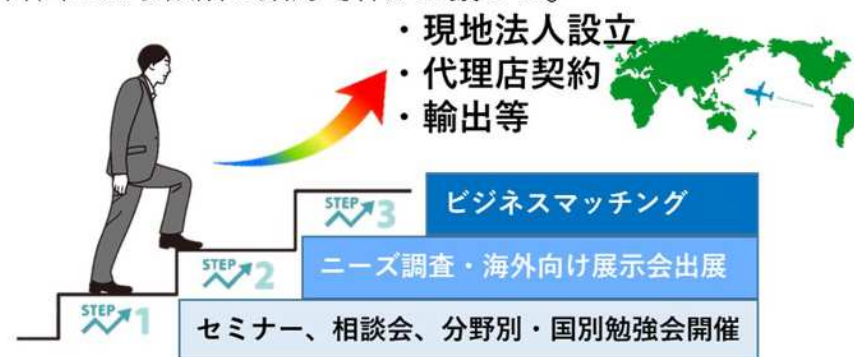 ・現地法人設立
・代理店契約
・輸出等
STEP 3
ビジネスマッチング
STEP 2
ニーズ調査・海外向け展示会出展
STEP 1
セミナー、相談会、分野別・国別勉強会開催